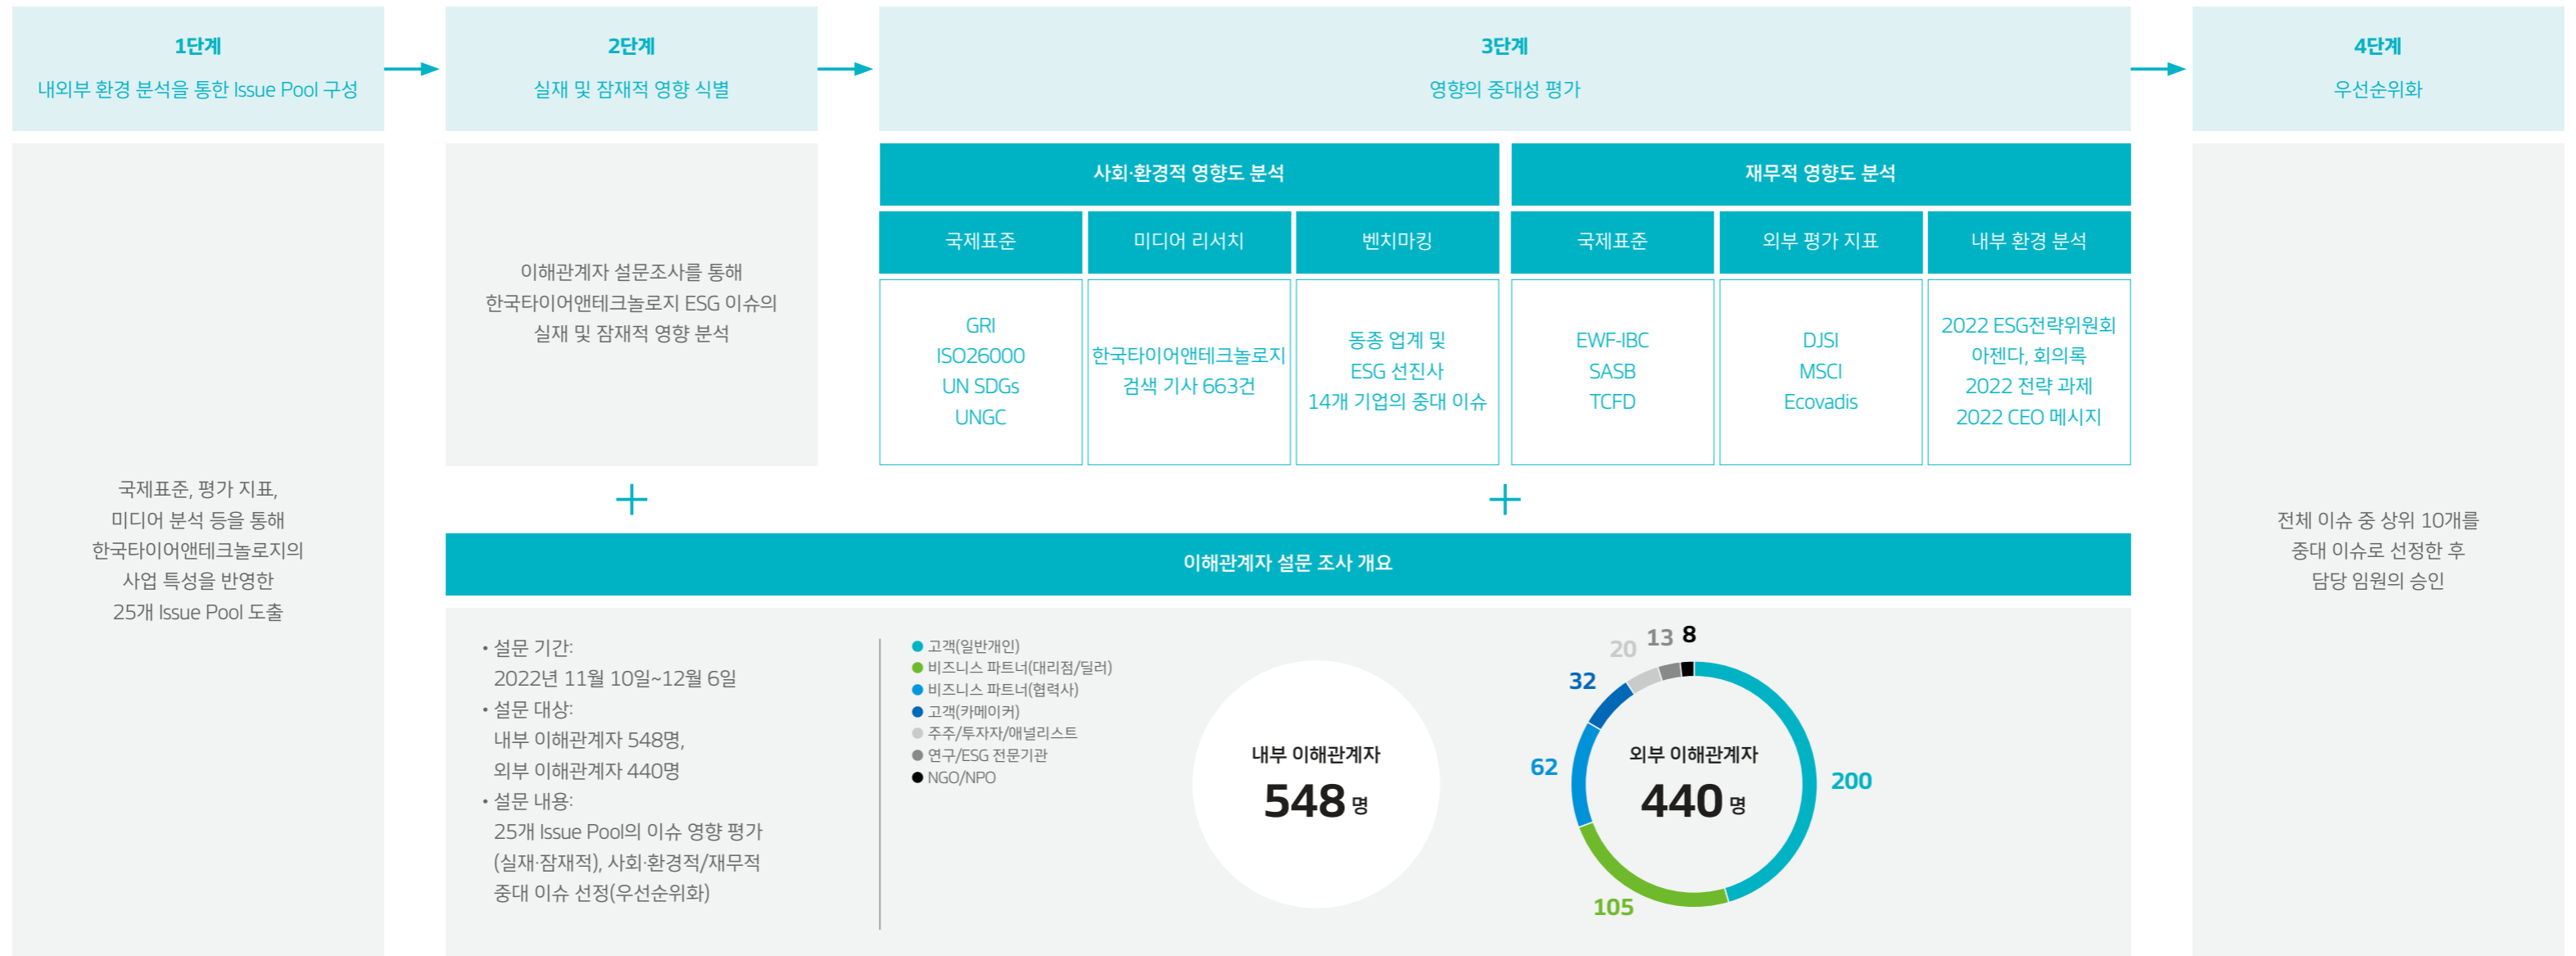 1단계
내외부 환경 분석을 통한 Issue Pool 구성
국제표준, 평가 지표,
미디어 분석 등을 통해
한국타이어앤테크놀로지의
사업 특성을 반영한
25개 Issue Pool 도출
2단계
실재 및 잠재적 영향 식별
이해관계자 설문조사를 통해
한국타이어앤테크놀로지 ESG 이슈의
실재 및 잠재적 영향 분석
+
3단계
영향의 중대성 평가
사회·환경적 영향도 분석
국제표준
GRI
ISO26000
UN SDGs
UNGC
미디어 리서치
한국타이어앤테크놀로지
검색 기사 663건
벤치마킹
동종 업계 및
ESG 선진사
14개 기업의 중대 이슈
재무적 영향도 분석
국제표준
EWF-IBC
SASB
TCFD
외부 평가 지표
DJSI
MSCI
Ecovadis
내부 환경 분석
2022 ESG전략위원회
아젠다, 회의록
2022 전략 과제
2022 CEO 메시지
+
이해관계자 설문 조사 개요
• 설문 기간:
2022년 11월 10일~12월 6일
• 설문 대상:
내부 이해관계자 548명,
외부 이해관계자 440명
• 설문 내용:
25개 Issue Pool의 이슈 영향 평가
(실재·잠재적), 사회·환경적/재무적
중대 이슈 선정(우선순위화)
고객(일반개인)
비즈니스 파트너(대리점/딜러)
비즈니스 파트너(협력사)
고객(카메이커)
주주/투자자/애널리스트
연구/ESG 전문기관
NGO/NPO
내부 이해관계자
548 명
외부 이해관계자
440 명
200
105
62
32
20
13
8
4단계
우선순위화
전체 이슈 중 상위 10개를
중대 이슈로 선정한 후
담당 임원의 승인